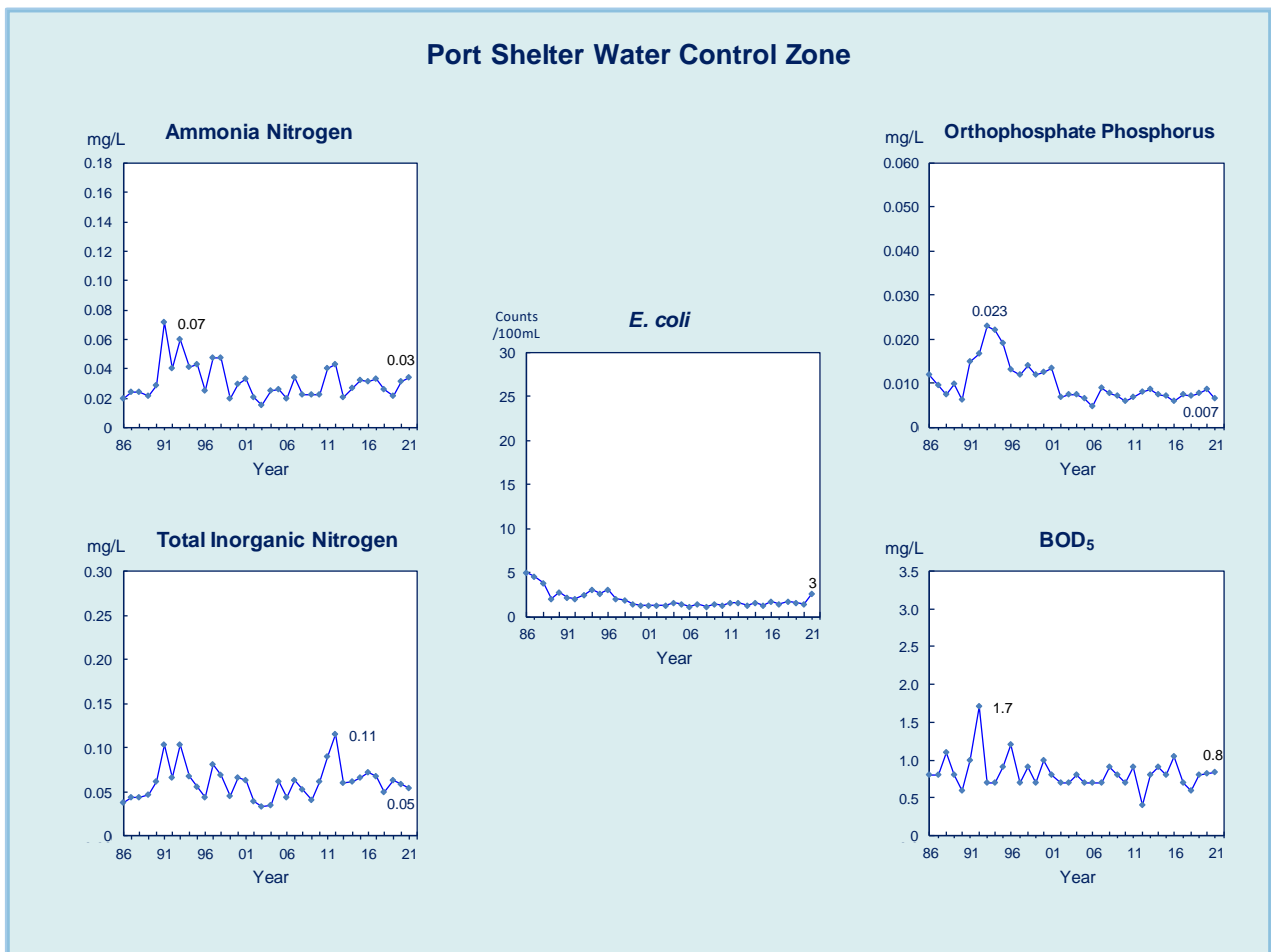 Port Shelter Water Control Zone
Ammonia Nitrogen
mg/L
0.18
0.16
0.14
0.12
0.10
0.08
0.06
0.04
0.02
0
0.07
0.03
86 91 96 01 06 11 16 21
Year
Orthophosphate Phosphorus
mg/L
0.060
0.050
0.040
0.030
0.020
0.010
0
0.023
0.007
86 91 96 01 06 11 16 21
Year
E. coli
Counts
/100mL
30
25
20
15
10
5
0
3
86 91 96 01 06 11 16 21
Year
Total Inorganic Nitrogen
mg/L
0.30
0.25
0.20
0.15
0.10
0.05
0
0.11
0.05
86 91 96 01 06 11 16 21
Year
BOD₅
mg/L
3.5
3.0
2.5
2.0
1.5
1.0
0.5
0
1.7
0.8
86 91 96 01 06 11 16 21
Year